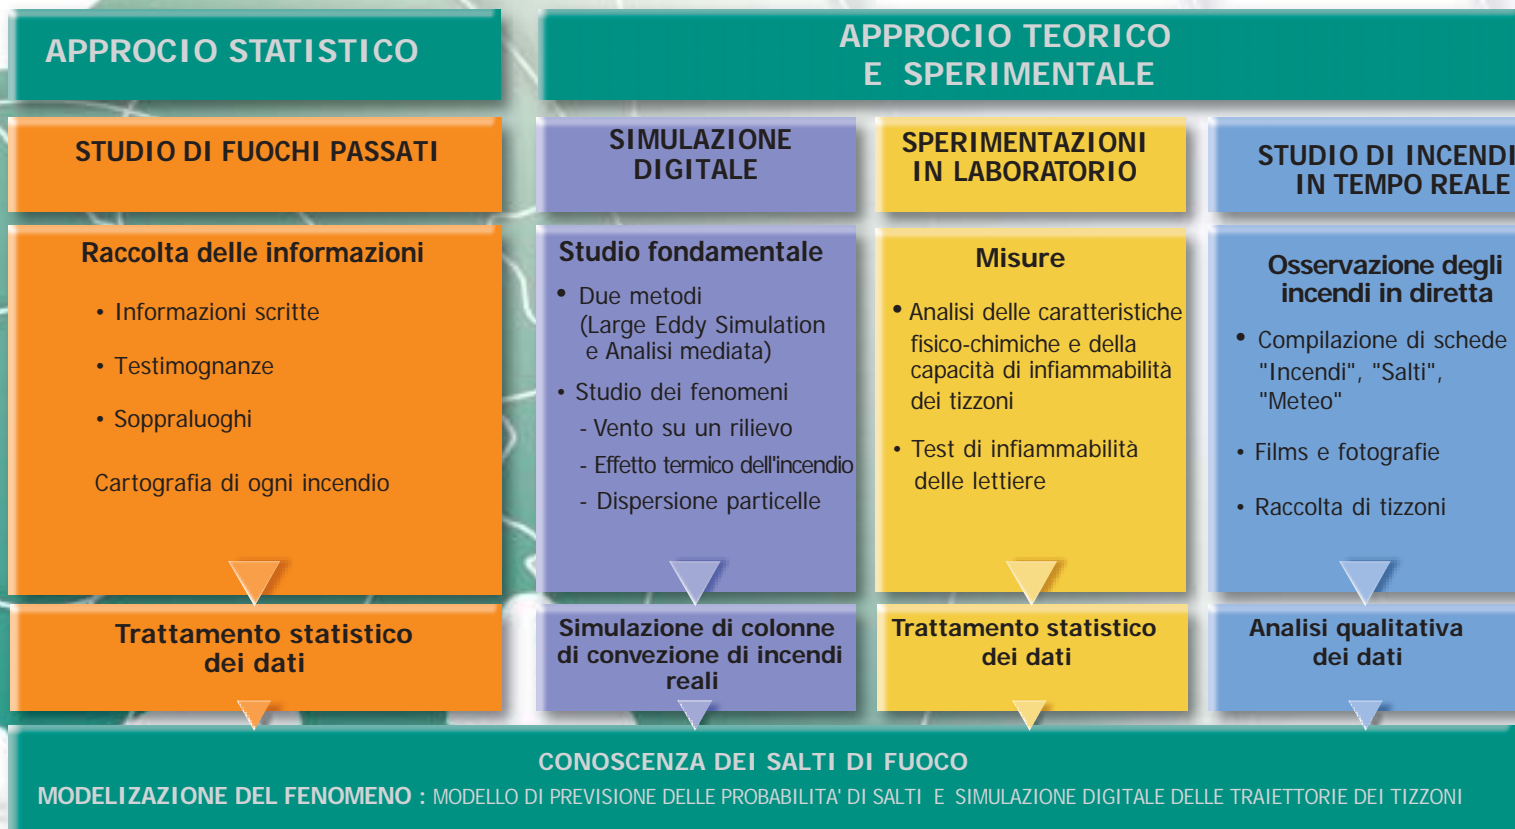 APPROCIO STATISTICO
APPROCIO TEORICO
E SPERIMENTALE
STUDIO DI FUOCHI PASSATI
Raccolta delle informazioni
• Informazioni scritte
• Testimognanze
• Soppraluoghi
Cartografia di ogni incendio
Trattamento statistico
dei dati
SIMULAZIONE
DIGITALE
Studio fondamentale
• Due metodi
(Large Eddy Simulation
e Analisi mediata)
• Studio dei fenomeni
- Vento su un rilievo
- Effetto termico dell'incendio
- Dispersione particelle
Simulazione di colonne
di convezione di incendi
reali
SPERIMENTAZIONI
IN LABORATORIO
Misure
• Analisi delle caratteristiche
fisico-chimiche e della
capacità di infiammabilità
dei tizzoni
• Test di infiammabilità
delle lettiere
Trattamento statistico
dei dati
STUDIO DI INCENDI
IN TEMPO REALE
Osservazione degli
incendi in diretta
• Compilazione di schede
"Incendi", "Salti",
"Meteo"
• Films e fotografie
• Raccolta di tizzoni
Analisi qualitativa
dei dati
CONOSCENZA DEI SALTI DI FUOCO
MODELIZAZIONE DEL FENOMENO : MODELLO DI PREVISIONE DELLE PROBABILITA' DI SALTI E SIMULAZIONE DIGITALE DELLE TRAIETTORIE DEI TIZZONI